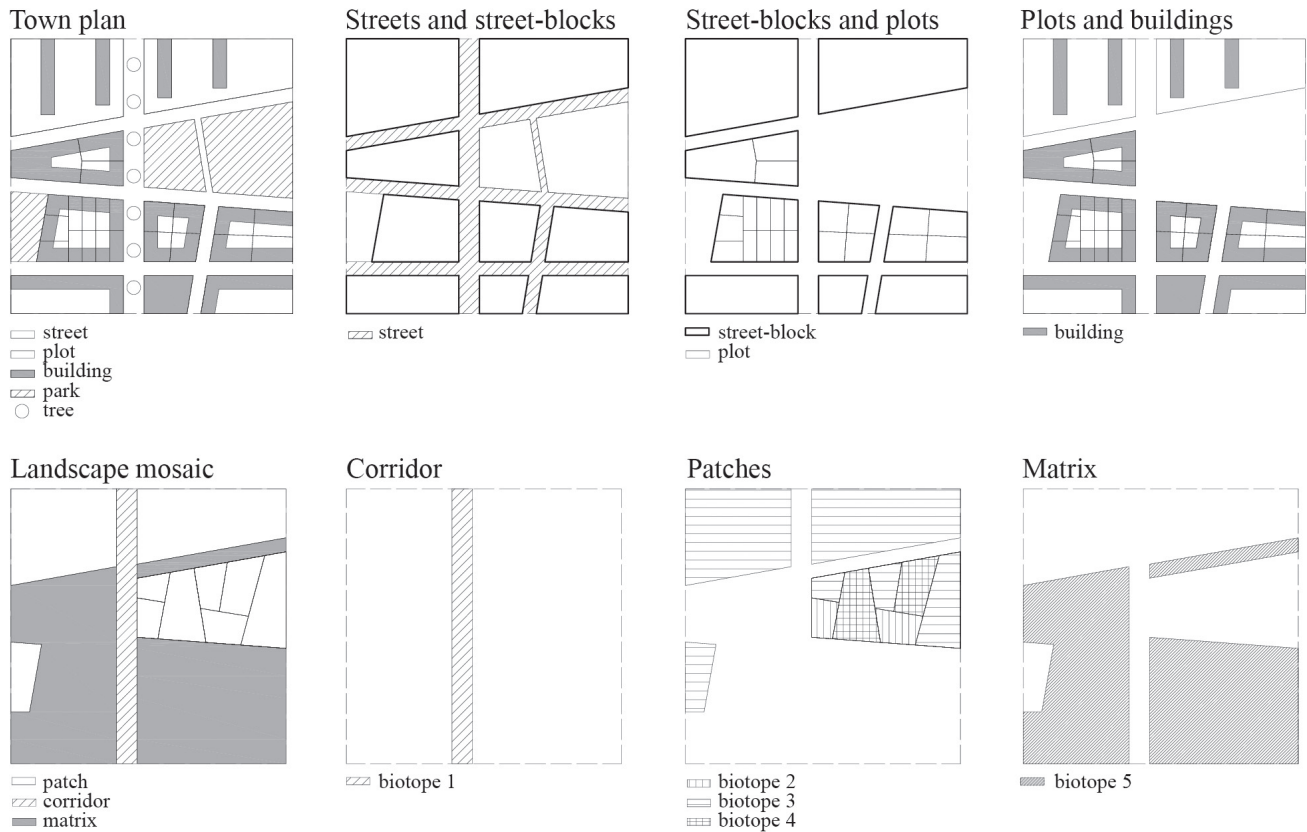 Town plan
street
plot
building
park
tree
Streets and street-blocks
street
Street-blocks and plots
street-block
plot
Plots and buildings
building
Landscape mosaic
patch
corridor
matrix
Corridor
biotope 1
Patches
biotope 2
biotope 3
biotope 4
Matrix
biotope 5